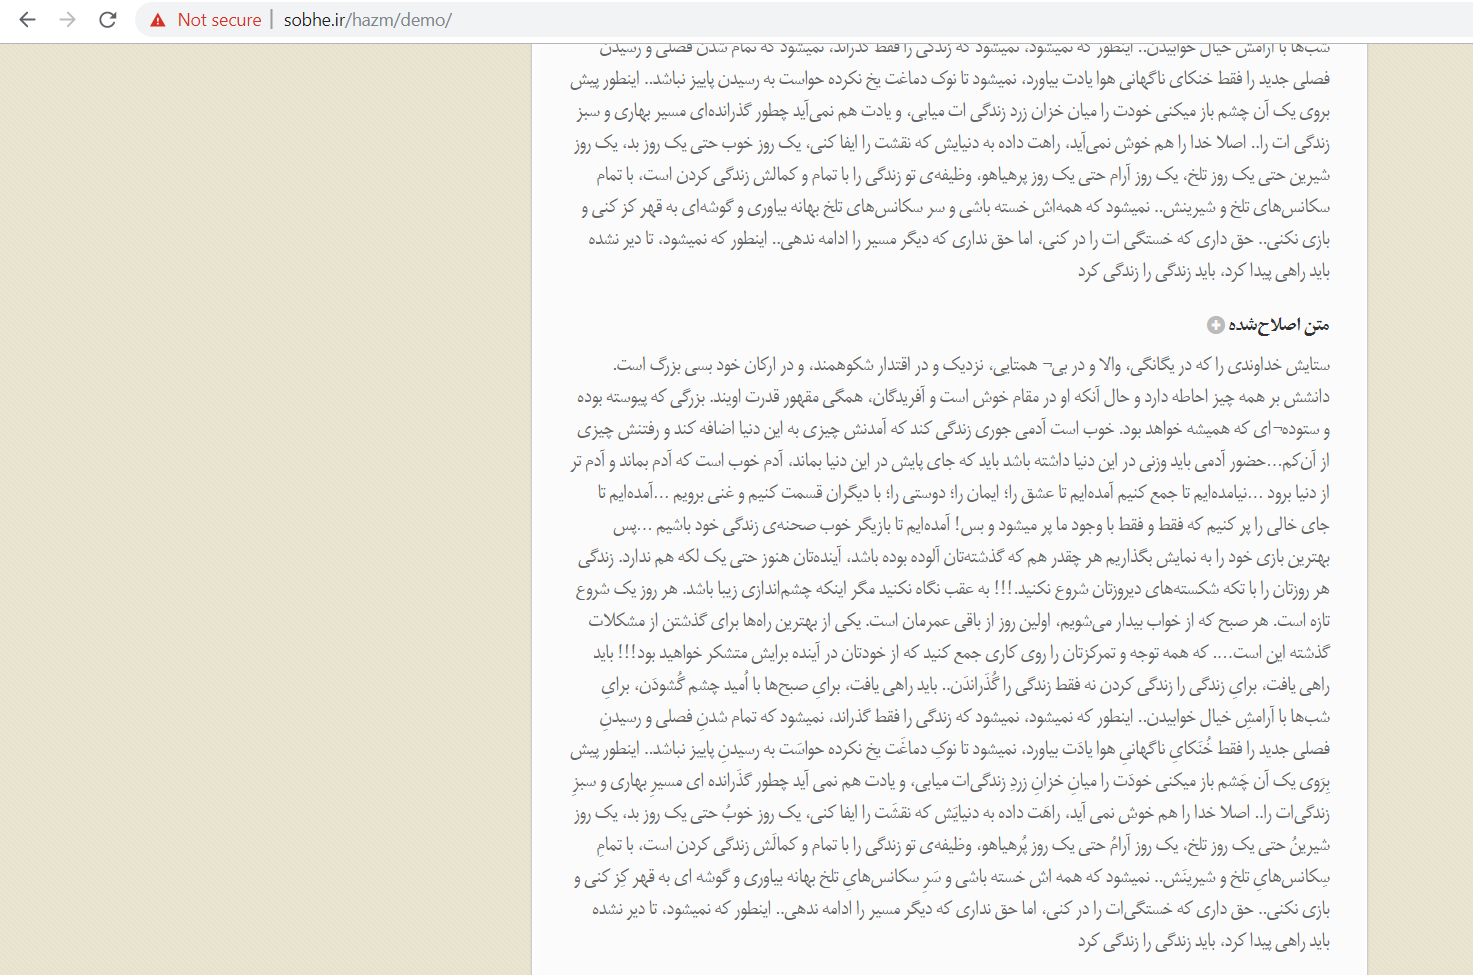 Not secure | sobhe.ir/hazm/demo/
شب‌ها با آرامش خیال خوابیدن.. اینطور که نمیشود، نمیشود که زندگی را فقط گذراند، نمیشود که تمام شدن فصلی و رسیدن
فصلی جدید را فقط خنکای ناگهانی هوا یادت بیاورد، نمیشود تا نوک دماغت یخ نکرده حواست به رسیدن پاییز نباشد.. اینطور پیش
بروی یک آن چشم باز میکنی خودت را میان خزان زرد زندگی ات میابی، و یادت هم نمی‌آید چطور گذرانده‌ای مسیر بهاری و سبز
زندگی ات را.. اصلا خدا را هم خوش نمی‌آید، راهت داده به دنیایش که نقشت را ایفا کنی، یک روز خوب حتی یک روز بد، یک روز
شیرین حتی یک روز تلخ، یک روز آرام حتی یک روز پرهیاهو، وظیفه‌ی تو زندگی را با تمام و کمالش زندگی کردن است، با تمام
سکانس‌های تلخ و شیرینش.. نمیشود که همه‌اش خسته باشی و سر سکانس‌های تلخ بهانه بیاوری و گوشه‌ای به قهر کز کنی و
بازی نکنی.. حق داری که خستگی ات را در کنی، اما حق نداری که دیگر مسیر را ادامه ندهی.. اینطور که نمیشود، تا دیر نشده
باید راهی پیدا کرد، باید زندگی را زندگی کرد
متن اصلاح‌شده
ستایش خداوندی را که در یگانگی، والا و در بی¬ همتایی، نزدیک و در اقتدار شکوهمند، و در ارکان خود بسی بزرگ است.
دانشش بر همه چیز احاطه دارد و حال آنکه او در مقام خوش است و آفریدگان، همگی مقهور قدرت اویند. بزرگی که پیوسته بوده
و ستوده¬ای که همیشه خواهد بود. خوب است آدمی جوری زندگی کند که آمدنش چیزی به این دنیا اضافه کند و رفتنش چیزی
از آن‌کم…حضور آدمی باید وزنی در این دنیا داشته باشد باید که جای پایش در این دنیا بماند، آدم خوب است که آدم بماند و آدم تر
از دنیا برود …نیامده‌ایم تا جمع کنیم آمده‌ایم تا عشق را؛ ایمان را؛ دوستی را؛ با دیگران قسمت کنیم و غنی برویم …آمده‌ایم تا
جای خالی را پر کنیم که فقط و فقط با وجود ما پر میشود و بس! آمده‌ایم تا بازیگر خوب صحنه‌ی زندگی خود باشیم …پس
بهترین بازی خود را به نمایش بگذاریم هر چقدر هم که گذشته‌تان آلوده بوده باشد، آینده‌تان هنوز حتی یک لکه هم ندارد. زندگی
هر روزتان را با تکه شکسته‌های دیروزتان شروع نکنید.!!! به عقب نگاه نکنید مگر اینکه چشم‌اندازی زیبا باشد. هر روز یک شروع
تازه است. هر صبح که از خواب بیدار می‌شویم، اولین روز از باقی عمرمان است. یکی از بهترین راه‌ها برای گذشتن از مشکلات
گذشته این است…. که همه توجه و تمرکزتان را روی کاری جمع کنید که از خودتان در آینده برایش متشکر خواهید بود!!! باید
راهی یافت، برایِ زندگی را زندگی کردن نه فقط زندگی را گُذَراندَن.. باید راهی یافت، برایِ صبح‌ها با اُمید چشم گُشودَن، برایِ
شب‌ها با آرامشِ خیال خوابیدن.. اینطور که نمیشود، نمیشود که زندگی را فقط گذراند، نمیشود که تمام شدنِ فصلی و رسیدنِ
فصلی جدید را فقط خُنَکایِ ناگهانیِ هوا یادَت بیاورد، نمیشود تا نوکِ دماغَت یخ نکرده حواسَت به رسیدنِ پاییز نباشد.. اینطور پیش
بِرَوی یک آن چَشم باز میکنی خودَت را میانِ خزانِ زردِ زندگی‌ات میابی، و یادت هم نمی آید چطور گذَرانده ای مسیرِ بهاری و سبزِ
زندگی‌ات را.. اصلا خدا را هم خوش نمی آید، راهَت داده به دنیایَش که نقشَت را ایفا کنی، یک روز خوبُ حتی یک روز بد، یک روز
شیرینُ حتی یک روز تلخ، یک روز آرامُ حتی یک روز پُرهیاهو، وظیفه‌ی تو زندگی را با تمام و کمالَش زندگی کردن است، با تمامِ
سِکانس‌هایِ تلخ و شیرینَش.. نمیشود که همه اش خسته باشی و سَرِ سکانس‌هایِ تلخ بهانه بیاوری و گوشه ای به قهر کِز کنی و
بازی نکنی.. حق داری که خستگی‌ات را در کنی، اما حق نداری که دیگر مسیر را ادامه ندهی.. اینطور که نمیشود، تا دیر نشده
باید راهی پیدا کرد، باید زندگی را زندگی کرد